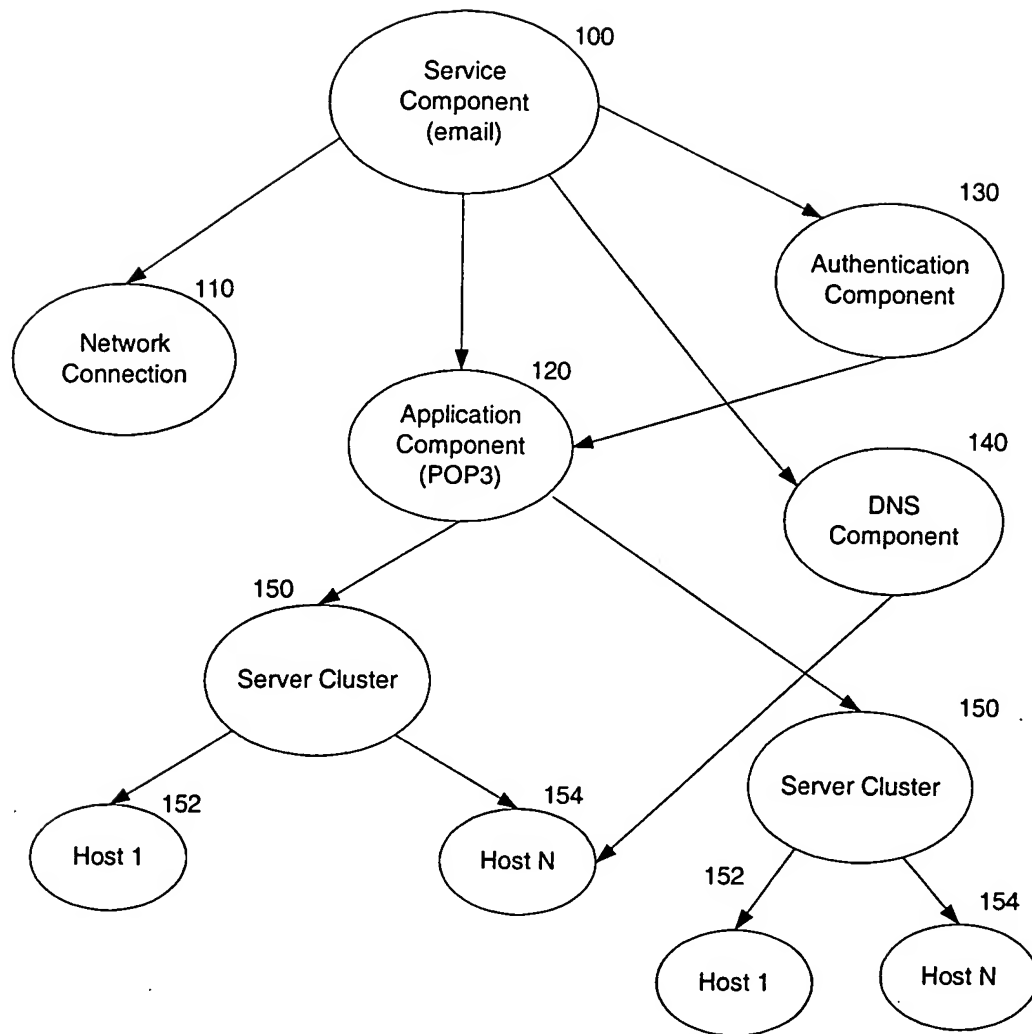 100
Service
Component
(email)
130
Authentication
Component
110
Network
Connection
120
Application
Component
(POP3)
140
DNS
Component
150
Server Cluster
150
Server Cluster
152
Host 1
154
Host N
152
Host 1
154
Host N